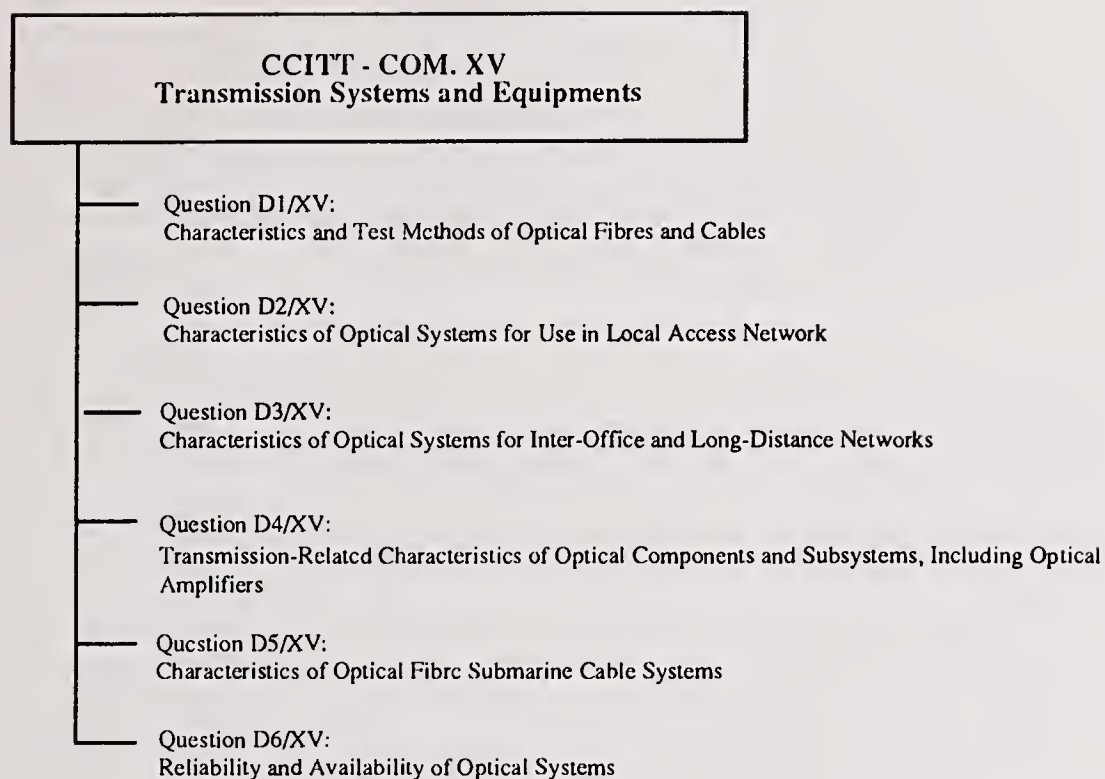 CCITT - COM. XV
Transmission Systems and Equipments
Question D1/XV:
Characteristics and Test Methods of Optical Fibres and Cables
Question D2/XV:
Characteristics of Optical Systems for Use in Local Access Network
Question D3/XV:
Characteristics of Optical Systems for Inter-Office and Long-Distance Networks
Question D4/XV:
Transmission-Related Characteristics of Optical Components and Subsystems, Including Optical
Amplifiers
Question D5/XV:
Characteristics of Optical Fibre Submarine Cable Systems
Question D6/XV:
Reliability and Availability of Optical Systems